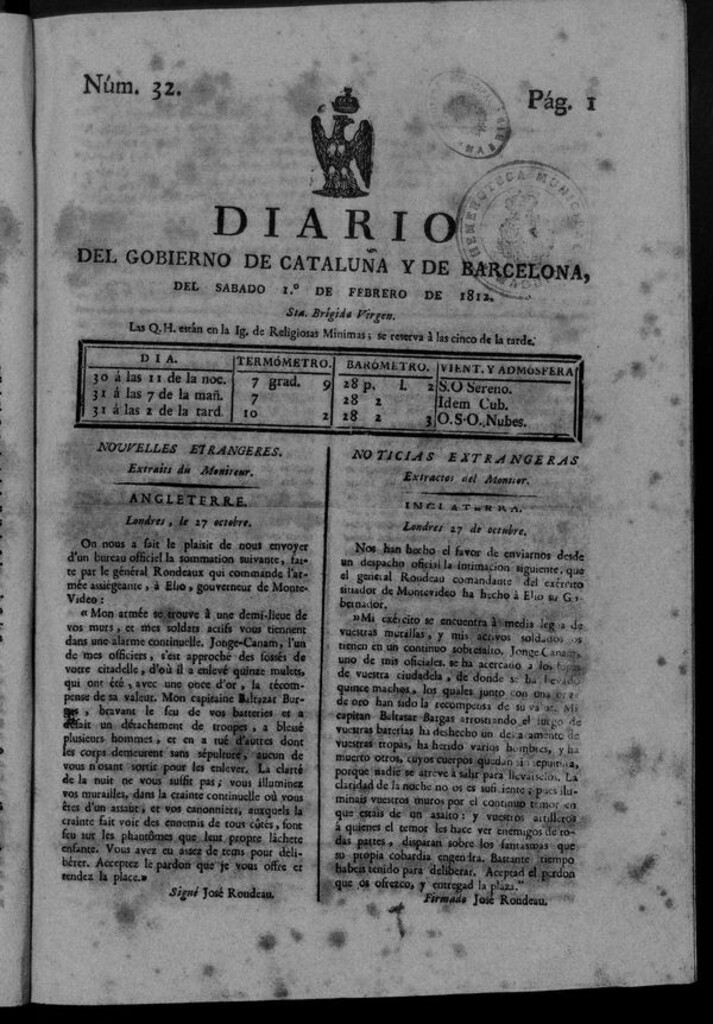 Núm. 32.
Pág. 1
DIARIO
DEL GOBIERNO DE CATALUÑA Y DE BARCELONA,
DEL SABADO 1.º DE FEBRERO DE 1812.
Sta. Brígida Virgen.
Las Q.H. están en la Ig. de Religiosas Mínimas; se reserva á las cinco de la tarde.
DIA. TERMÓMETRO. BARÓMETRO. VIENT. Y ADMÓSFERA
30 á las 11 de la noc. 7 grad. 9 28 p. l. 2 S.O Sereno.
31 á las 7 de la mañ. 7 28 2 Idem Cub.
31 á las 2 de la tard. 10 2 28 2 3 O.S.O. Nubes.
NOUVELLES ETRANGERES.
Extraits du Moniteur.
ANGLETERRE.
Londres, le 27 octobre.
On nous a fait le plaisir de nous envoyer
d'un bureau officiel la sommation suivante, fai-
te par le général Rondeaux qui commande l'ar-
mée assiégeante, à Elio, gouverneur de Monte-
Video :
« Mon armée se trouve à une demi-lieue de
vos murs, et mes soldats actifs vous tiennent
dans une alarme continuelle. Jonge-Canam, l'un
de mes officiers, s'est approché des fossés de
votre citadelle, d'où il a enlevé quinze mulets,
qui ont été, avec une once d'or, la récom-
pense de sa valeur. Mon capitaine Baltazar Bur-
, bravant le feu de vos batteries et a
défait un détachement de troupes, a blessé
plusieurs hommes, et en a tué d'autres dont
les corps demeurent sans sépulture, aucun de
vous n'osant sortir pour les enlever. La clarté
de la nuit ne vous suffit pas; vous illuminez
vos murailles, dans la crainte continuelle où vous
êtes d'un assaut, et vos canonniers, auxquels la
crainte fait voir des ennemis de tous côtés, font
feu sur les phantômes que leur propre lâcheté
enfante. Vous avez eu assez de tems pour déli-
bérer. Acceptez le pardon que je vous offre et
rendez la place.»
Signé José Roudeau.
NOTICIAS EXTRANGERAS
Extractos del Monitor.
INGLATERRA.
Londres 27 de octubre.
Nos han hecho el favor de enviarnos desde
un despacho oficial la intimacion siguiente, que
el general Roudeau comandante del exército
sitiador de Montevideo ha hecho á Elio su Go-
bernador.
»Mi exército se encuentra á media legua de
vuestras murallas, y mis activos soldados os
tienen en un continuo sobresalto. Jonge Canam,
uno de mis oficiales, se ha acercado a los
de vuestra ciudadela, de donde se ha llevado
quince machos, los quales junto con una onza
de oro han sido la recompensa de su valor. Mi
capitan Baltasar Bargas arrostrando el fuego de
vuestras baterías ha deshecho un destacamento de
vuestras tropas, ha herido varios hombres, y ha
muerto otros, cuyos cuerpos quedan sin sepultura,
porque nadie se atreve á salir para llevarselos. La
claridad de la noche no os es suficiente; pues ilu-
minais vuestros muros por el continuo temor en
que estais de un asalto: y vuestros artilleros
á quienes el temor les hace ver enemigos de to-
das partes, disparan sobre los fantasmas que
su propia cobardia engendra. Bastante tiempo
habeis tenido para deliberar. Aceptad el perdon
que os ofrezco, y entregad la plaza."
Firmado José Roudeau.